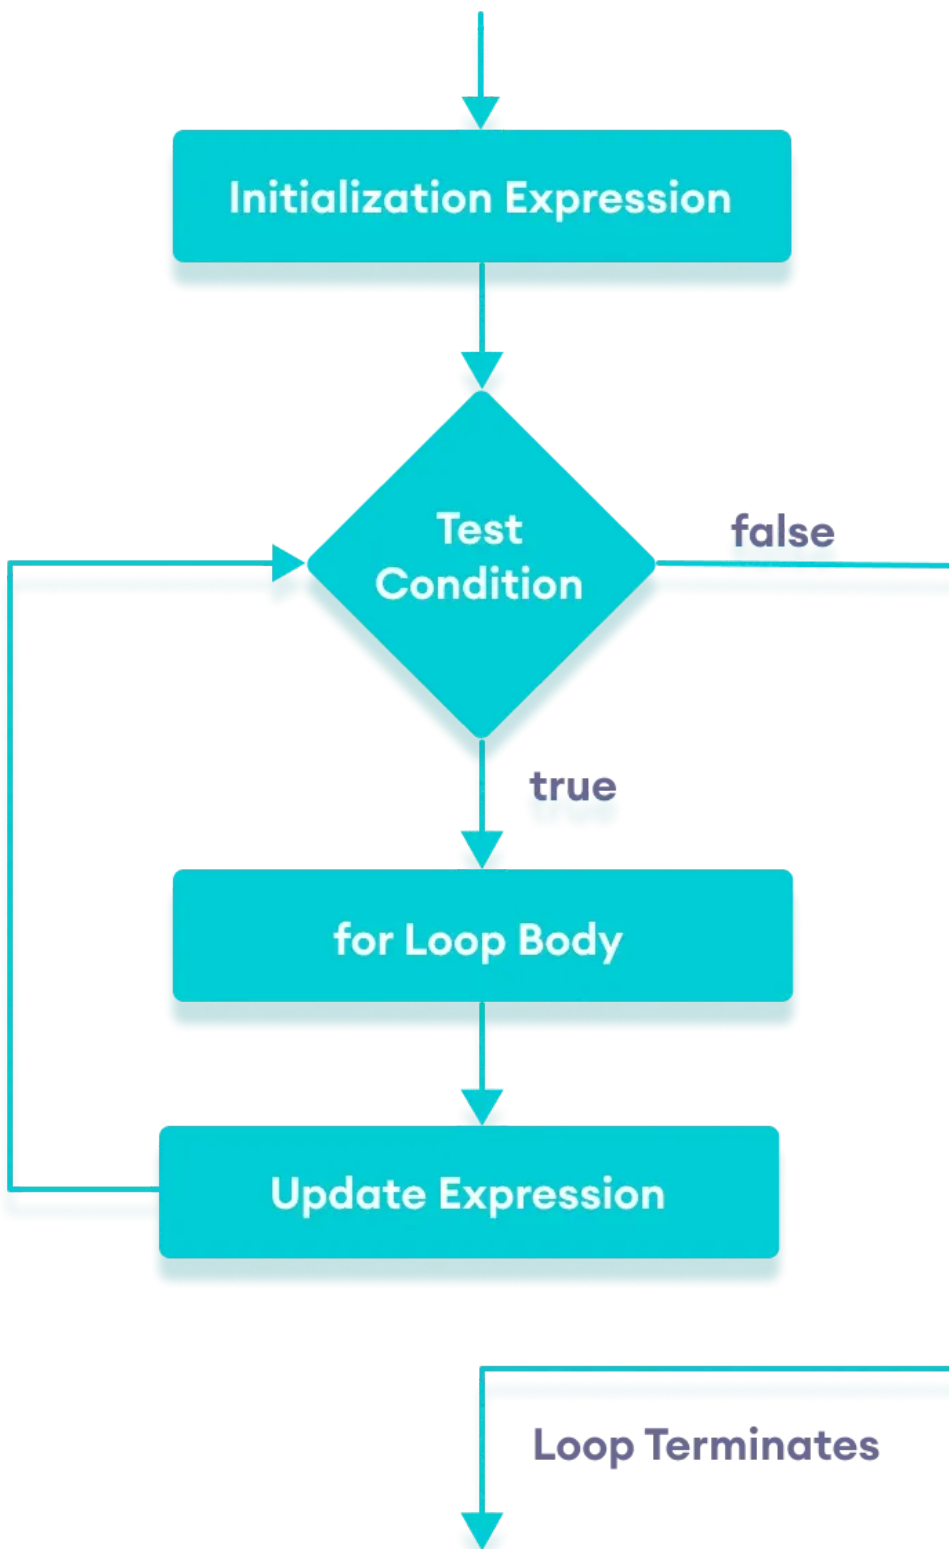 Initialization Expression
Test
Condition
false
true
for Loop Body
Update Expression
Loop Terminates